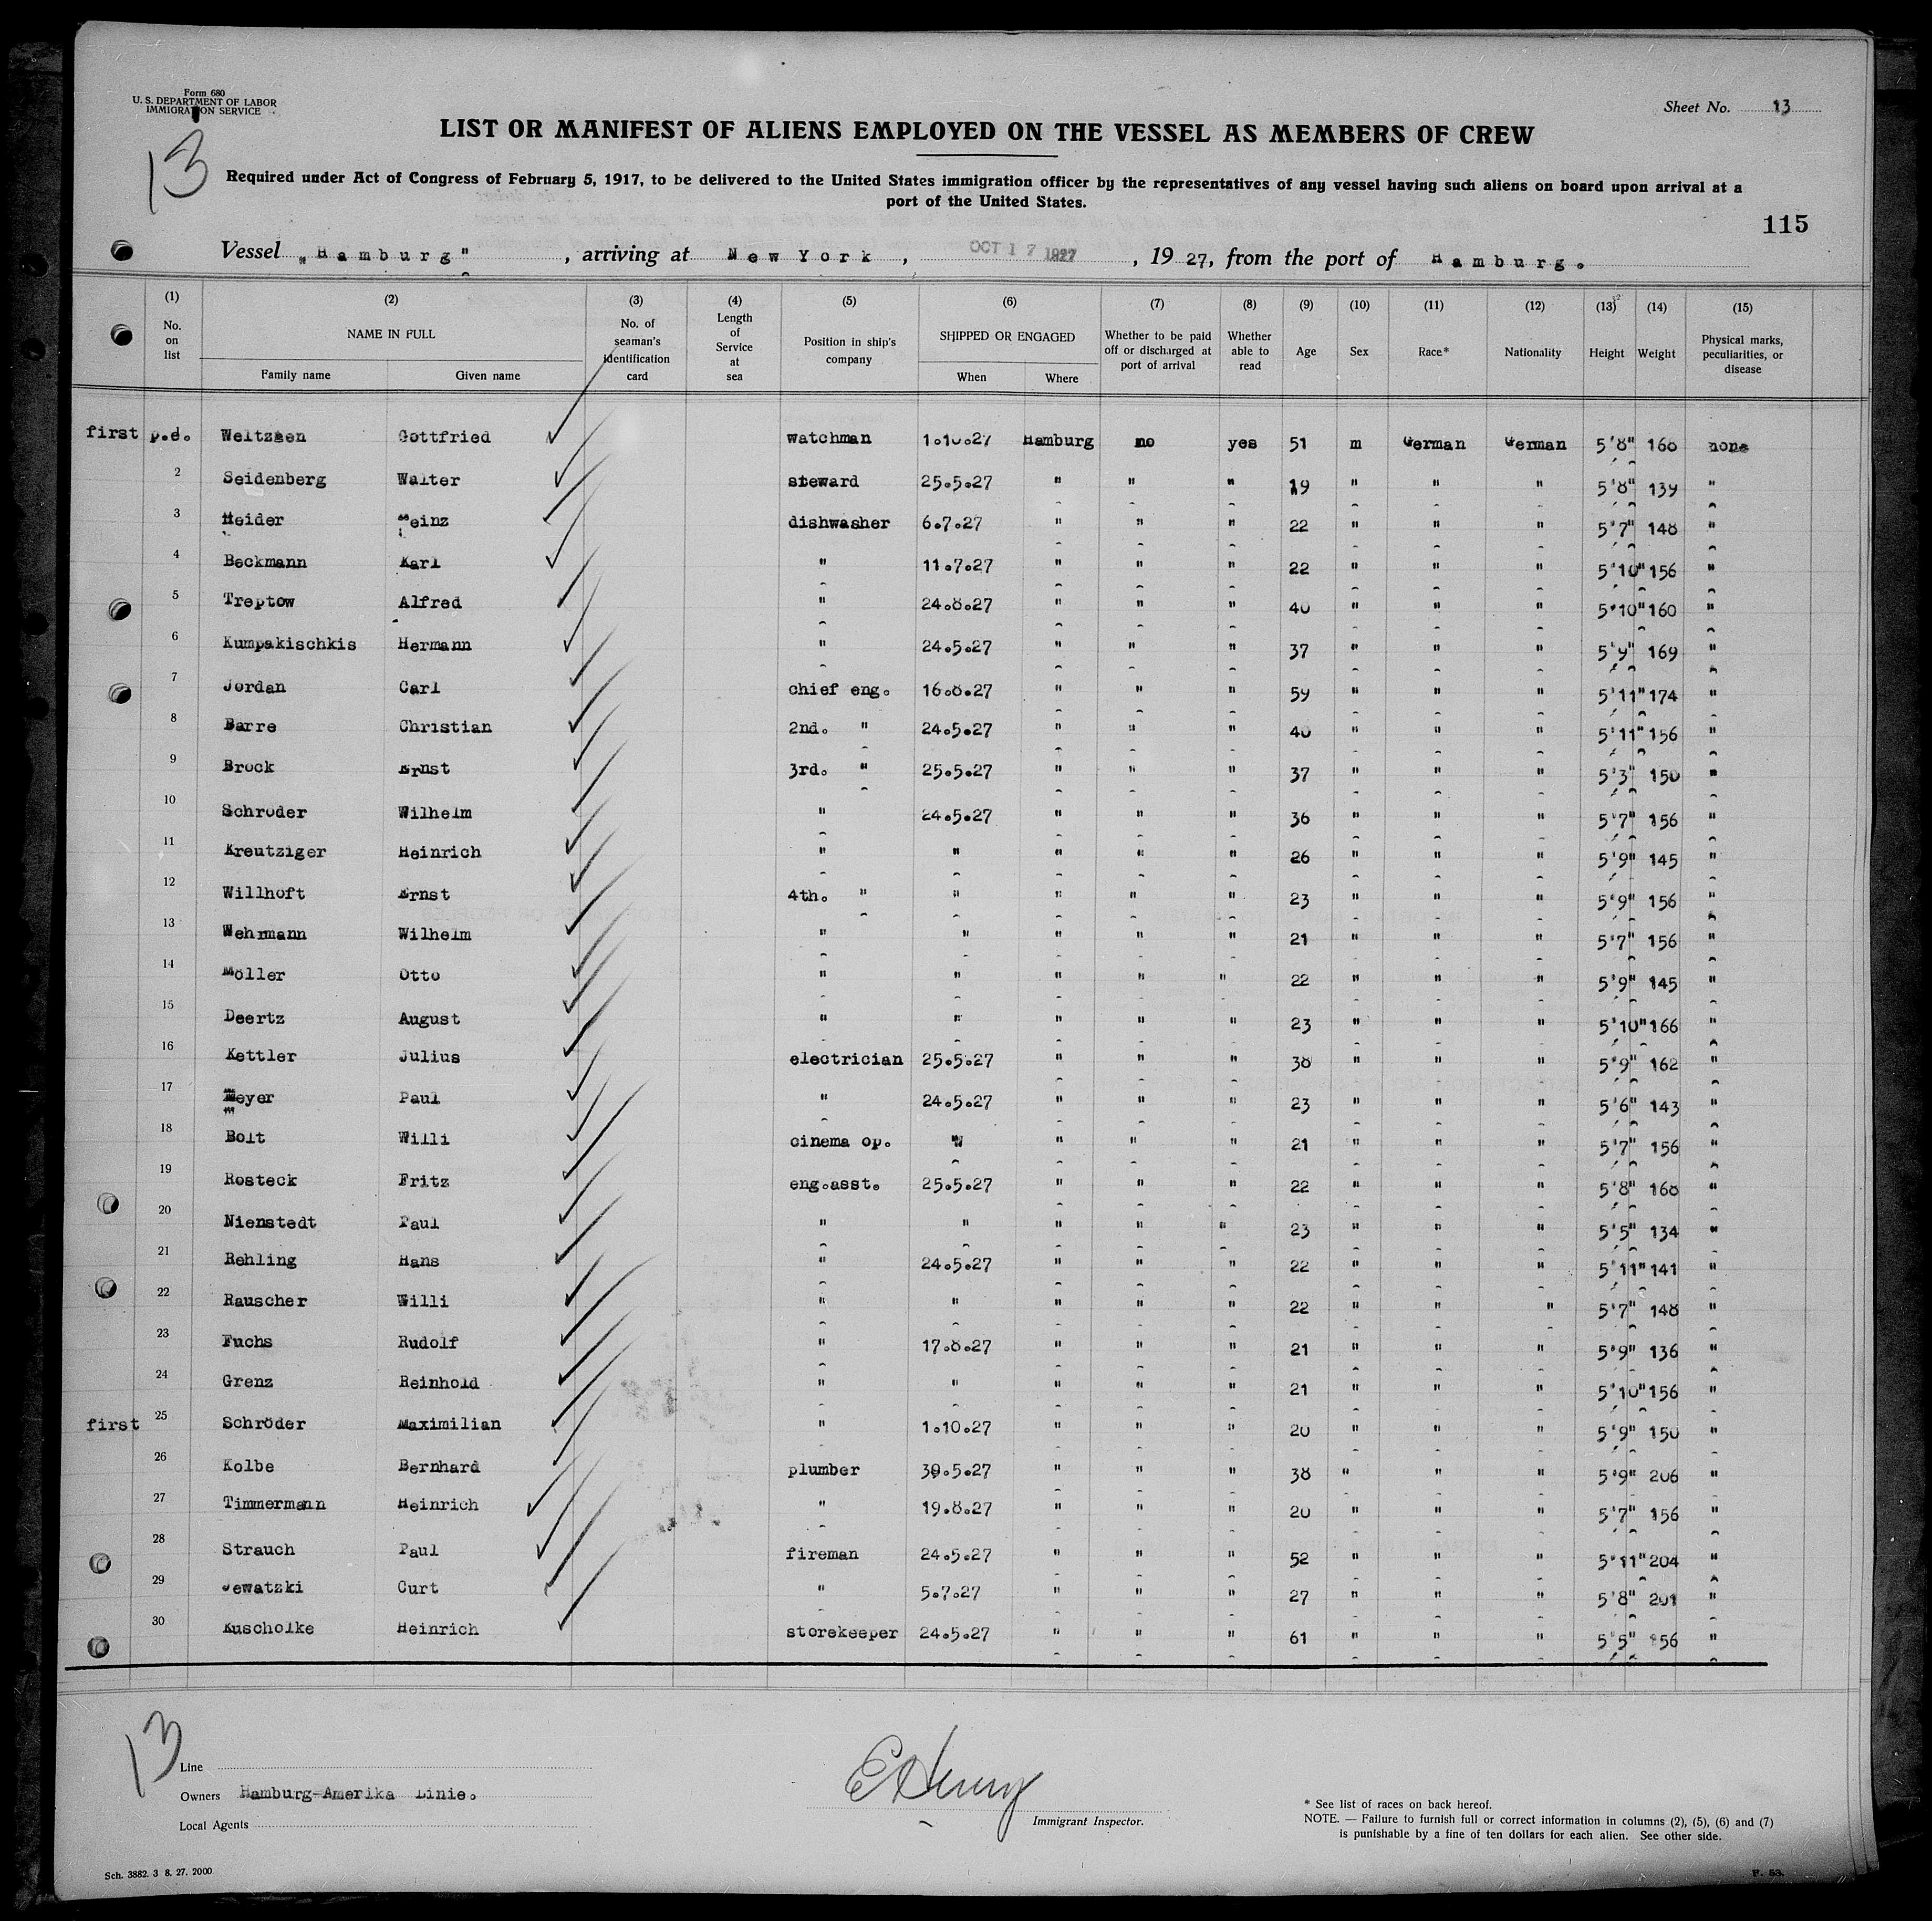 Form 680
U. S. DEPARTMENT OF LABOR
IMMIGRATION SERVICE
Sheet No. 13
13
LIST OR MANIFEST OF ALIENS EMPLOYED ON THE VESSEL AS MEMBERS OF CREW
Required under Act of Congress of February 5, 1917, to be delivered to the United States immigration officer by the representatives of any vessel having such aliens on board upon arrival at a
port of the United States.
115
Vessel „Hamburg" , arriving at New York , OCT 17 1927 , 19 27, from the port of Hamburg.
(1) (2) (3) (4) (5) (6) (7) (8) (9) (10) (11) (12) (13) (14) (15)
No. on list NAME IN FULL No. of seaman's identification card Length of Service at sea Position in ship's company SHIPPED OR ENGAGED Whether to be paid off or discharged at port of arrival Whether able to read Age Sex Race* Nationality Height Weight Physical marks, peculiarities, or disease
Family name Given name When Where
first p.d. Weltzien Gottfried watchman 1.10.27 Hamburg no yes 51 m German German 5'8" 168 none
2 Seidenberg Walter steward 25.5.27 " " " 19 " " " 5'8" 139 "
3 Heider Heinz dishwasher 6.7.27 " " " 22 " " " 5'7" 148 "
4 Beckmann Karl " 11.7.27 " " " 22 " " " 5'10" 156 "
5 Treptow Alfred " 24.8.27 " " " 40 " " " 5'10" 160 "
6 Kumpakischkis Hermann " 24.5.27 " " " 37 " " " 5'9" 169 "
7 Jordan Carl chief eng. 16.8.27 " " " 59 " " " 5'11" 174 "
8 Barre Christian 2nd. " 24.5.27 " " " 40 " " " 5'11" 156 "
9 Brock Ernst 3rd. " 25.5.27 " " " 37 " " " 5'3" 150 "
10 Schroder Wilhelm " 24.5.27 " " " 36 " " " 5'7" 156 "
11 Kreutziger Heinrich " " " " " 26 " " " 5'9" 145 "
12 Willhoft Ernst 4th. " " " " " 23 " " " 5'9" 156 "
13 Wehrmann Wilhelm " " " " " 21 " " " 5'7" 156 "
14 Möller Otto " " " " " 22 " " " 5'9" 145 "
15 Deertz August " " " " " 23 " " " 5'10" 166 "
16 Kettler Julius electrician 25.5.27 " " " 38 " " " 5'9" 162 "
17 Meyer Paul " 24.5.27 " " " 23 " " " 5'6" 143 "
18 Bolt Willi cinema op. " " " " 21 " " " 5'7" 156 "
19 Rosteck Fritz eng.asst. 25.5.27 " " " 22 " " " 5'8" 168 "
20 Nienstedt Paul " " " " " 23 " " " 5'5" 134 "
21 Rehling Hans " 24.5.27 " " " 22 " " " 5'11" 141 "
22 Rauscher Willi " " " " " 22 " " " 5'7" 148 "
23 Fuchs Rudolf " 17.8.27 " " " 21 " " " 5'9" 136 "
24 Grenz Reinhold " " " " " 21 " " " 5'10" 156 "
first 25 Schröder Maximilian " 1.10.27 " " " 20 " " " 5'9" 150 "
26 Kolbe Bernhard plumber 30.5.27 " " " 38 " " " 5'9" 206 "
27 Timmermann Heinrich " 19.8.27 " " " 20 " " " 5'7" 156 "
28 Strauch Paul fireman 24.5.27 " " " 52 " " " 5'11" 204 "
29 Jewatzki Curt " 5.7.27 " " " 27 " " " 5'8" 201 "
30 Kuscholke Heinrich storekeeper 24.5.27 " " " 61 " " " 5'5" 156 "
13
Line
Owners Hamburg-Amerika Linie.
Local Agents
Immigrant Inspector.
* See list of races on back hereof.
NOTE. — Failure to furnish full or correct information in columns (2), (5), (6) and (7)
is punishable by a fine of ten dollars for each alien. See other side.
Sch. 3882. 3 8. 27. 2000
F. 53.